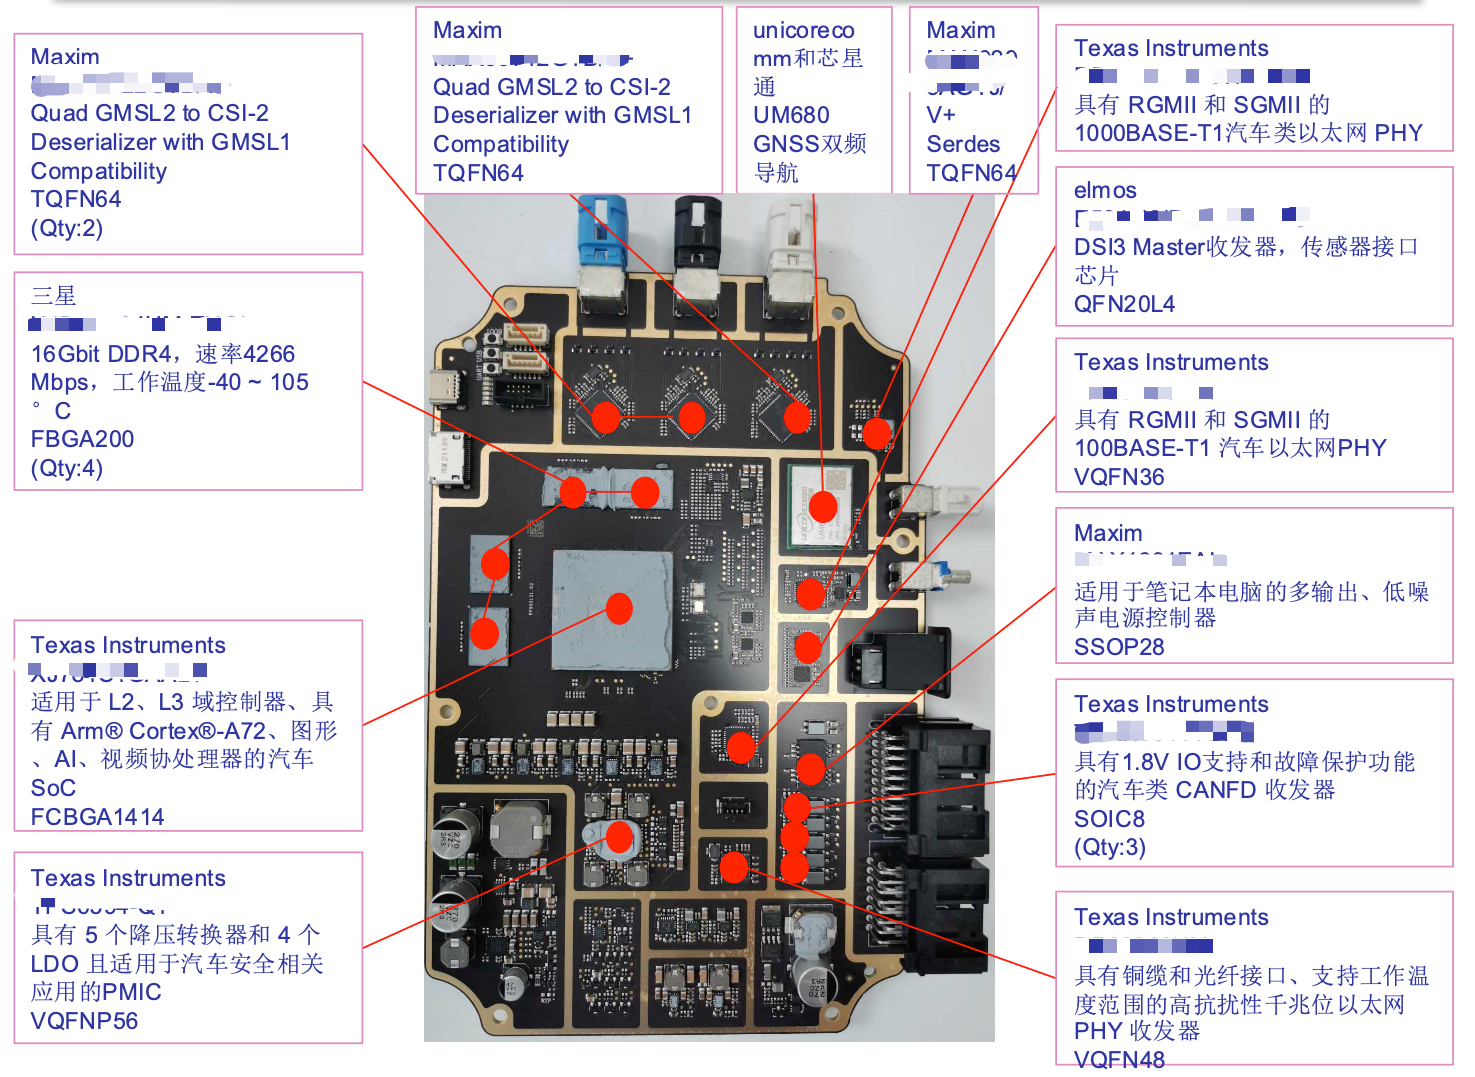 Maxim
Quad GMSL2 to CSI-2
Deserializer with GMSL1
Compatibility
TQFN64
(Qty:2)
三星
16Gbit DDR4，速率4266
Mbps，工作温度-40 ~ 105
° C
FBGA200
(Qty:4)
Texas Instruments
适用于 L2、L3 域控制器、具
有 Arm® Cortex®-A72、图形
、AI、视频协处理器的汽车
SoC
FCBGA1414
Texas Instruments
具有 5 个降压转换器和 4 个
LDO 且适用于汽车安全相关
应用的PMIC
VQFNP56
Maxim
Quad GMSL2 to CSI-2
Deserializer with GMSL1
Compatibility
TQFN64
unicoreco
mm和芯星
通
UM680
GNSS双频
导航
Maxim
V+
Serdes
TQFN64
Texas Instruments
具有 RGMII 和 SGMII 的
1000BASE-T1汽车类以太网 PHY
elmos
DSI3 Master收发器，传感器接口
芯片
QFN20L4
Texas Instruments
具有 RGMII 和 SGMII 的
100BASE-T1 汽车以太网PHY
VQFN36
Maxim
适用于笔记本电脑的多输出、低噪
声电源控制器
SSOP28
Texas Instruments
具有1.8V IO支持和故障保护功能
的汽车类 CANFD 收发器
SOIC8
(Qty:3)
Texas Instruments
具有铜缆和光纤接口、支持工作温
度范围的高抗扰性千兆位以太网
PHY 收发器
VQFN48